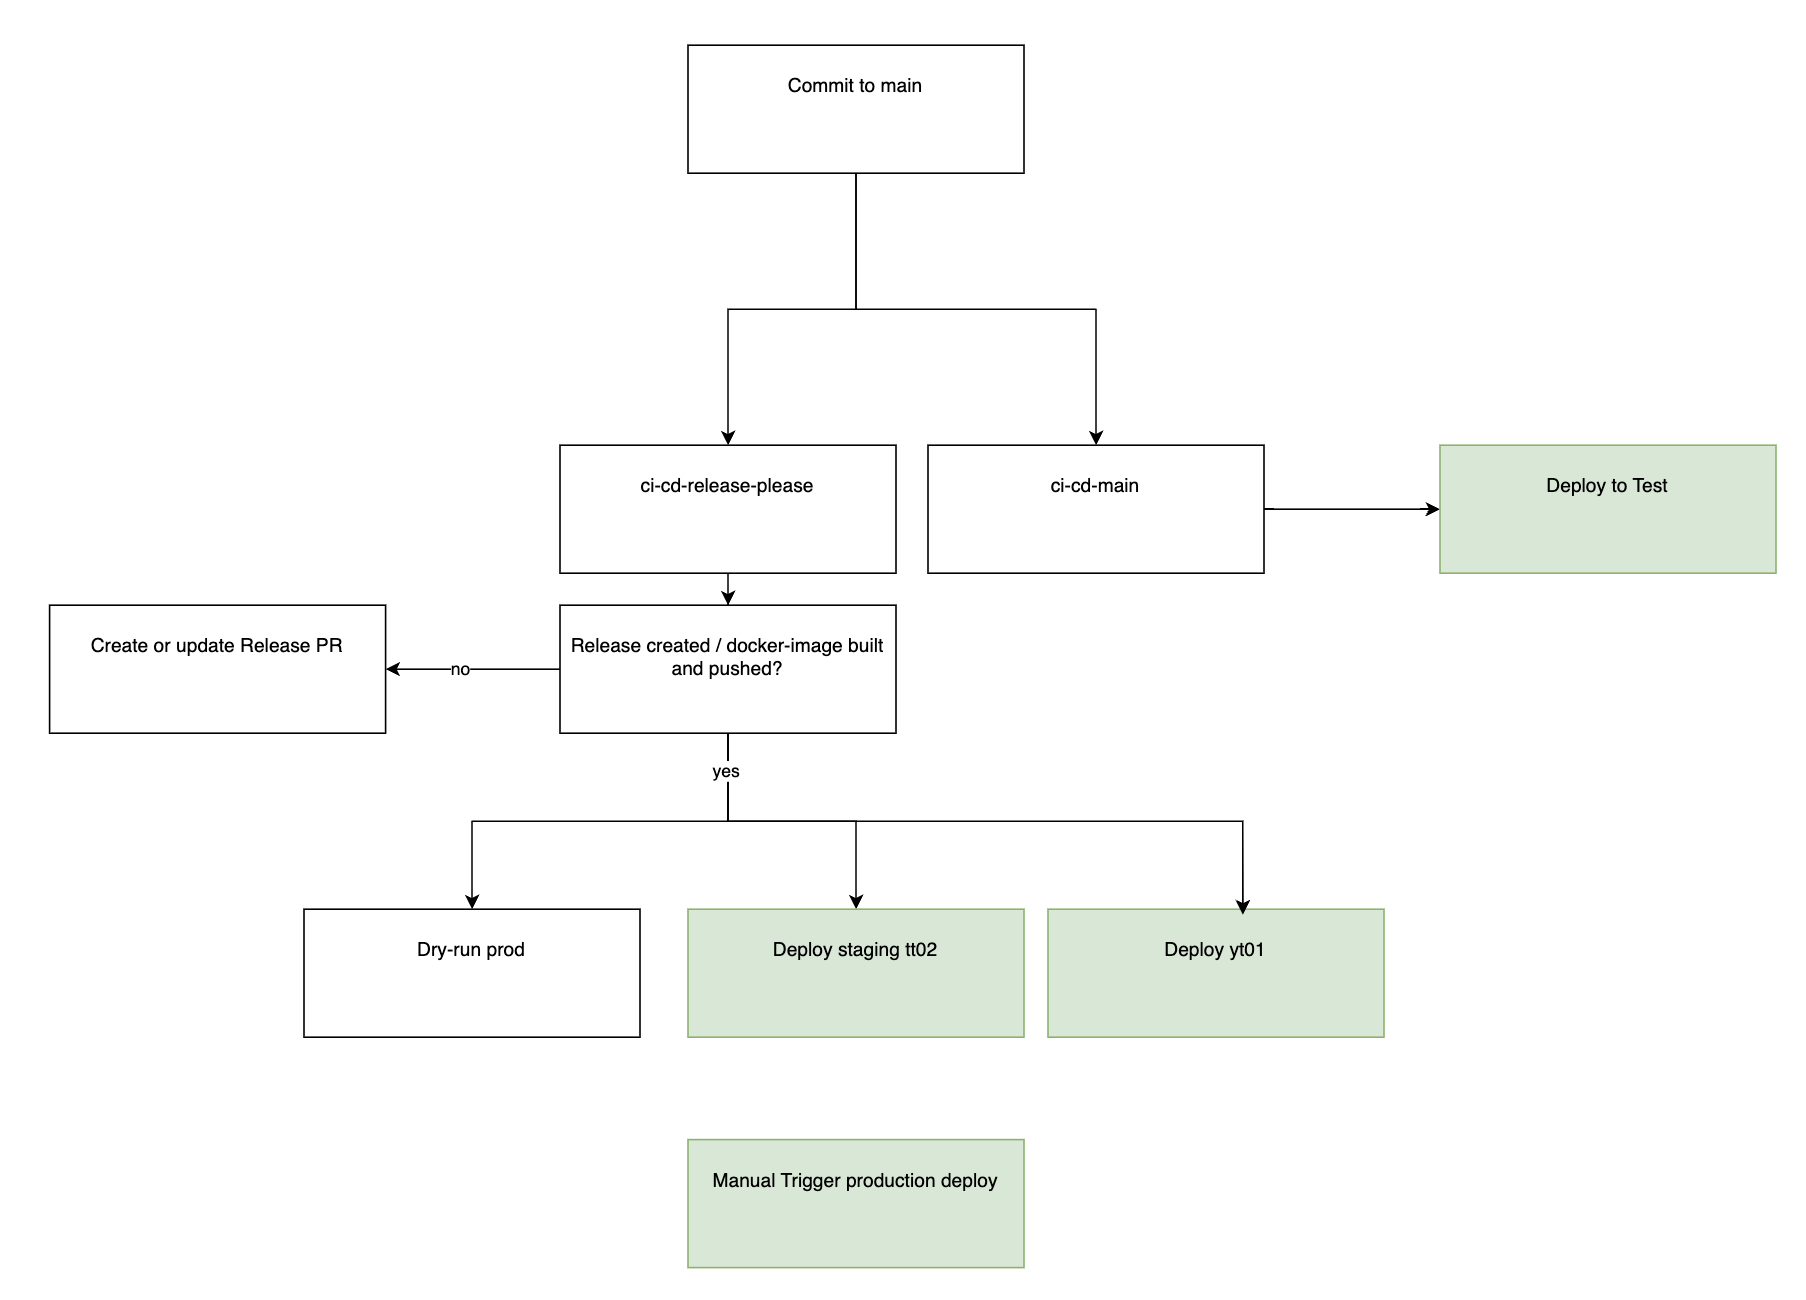 Commit to main
ci-cd-release-please
ci-cd-main
Deploy to Test
Create or update Release PR
no
Release created / docker-image built
and pushed?
yes
Dry-run prod
Deploy staging tt02
Deploy yt01
Manual Trigger production deploy